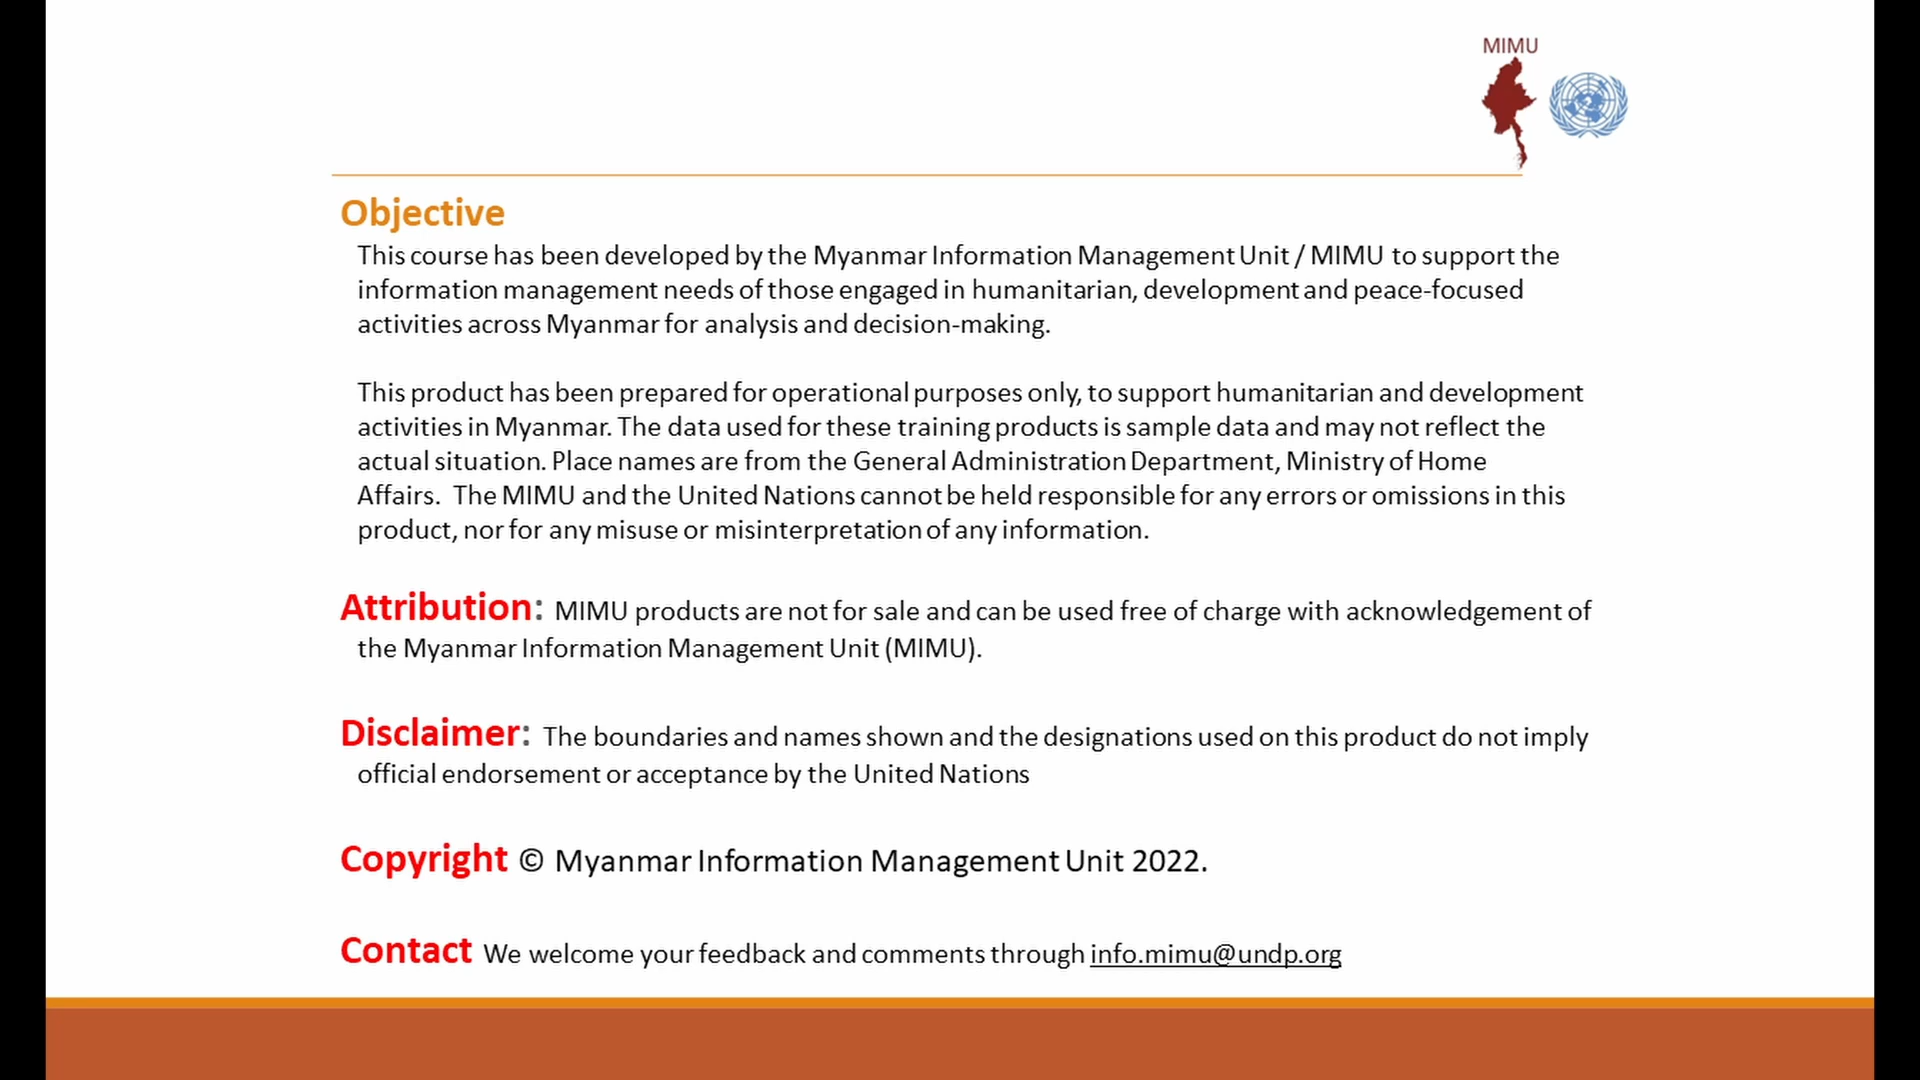 MIMU
Objective
This course has been developed by the Myanmar Information Management Unit / MIMU to support the
information management needs of those engaged in humanitarian, development and peace-focused
activities across Myanmar for analysis and decision-making.
This product has been prepared for operational purposes only, to support humanitarian and development
activities in Myanmar. The data used for these training products is sample data and may not reflect the
actual situation. Place names are from the General Administration Department, Ministry of Home
Affairs.  The MIMU and the United Nations cannot be held responsible for any errors or omissions in this
product, nor for any misuse or misinterpretation of any information.
Attribution: MIMU products are not for sale and can be used free of charge with acknowledgement of
the Myanmar Information Management Unit (MIMU).
Disclaimer: The boundaries and names shown and the designations used on this product do not imply
official endorsement or acceptance by the United Nations
Copyright © Myanmar Information Management Unit 2022.
Contact We welcome your feedback and comments through info.mimu@undp.org